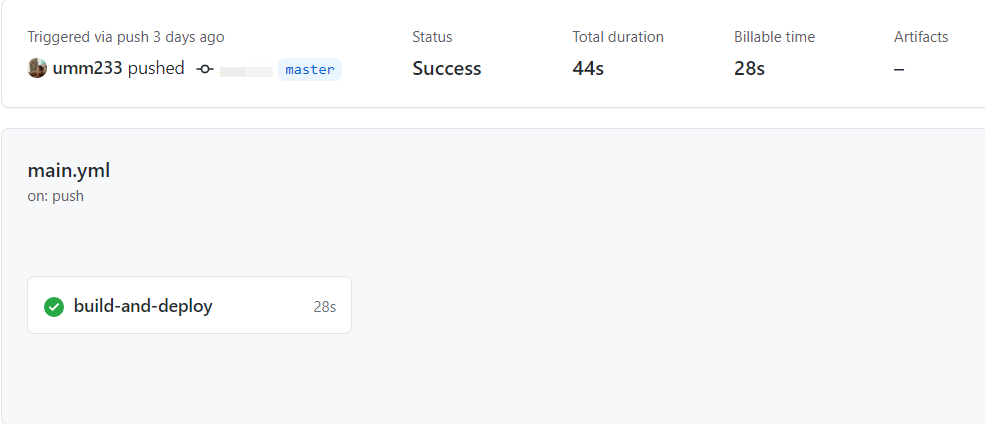 Triggered via push 3 days ago
umm233 pushed master
Status
Success
Total duration
44s
Billable time
28s
Artifacts
–
main.yml
on: push
build-and-deploy 28s